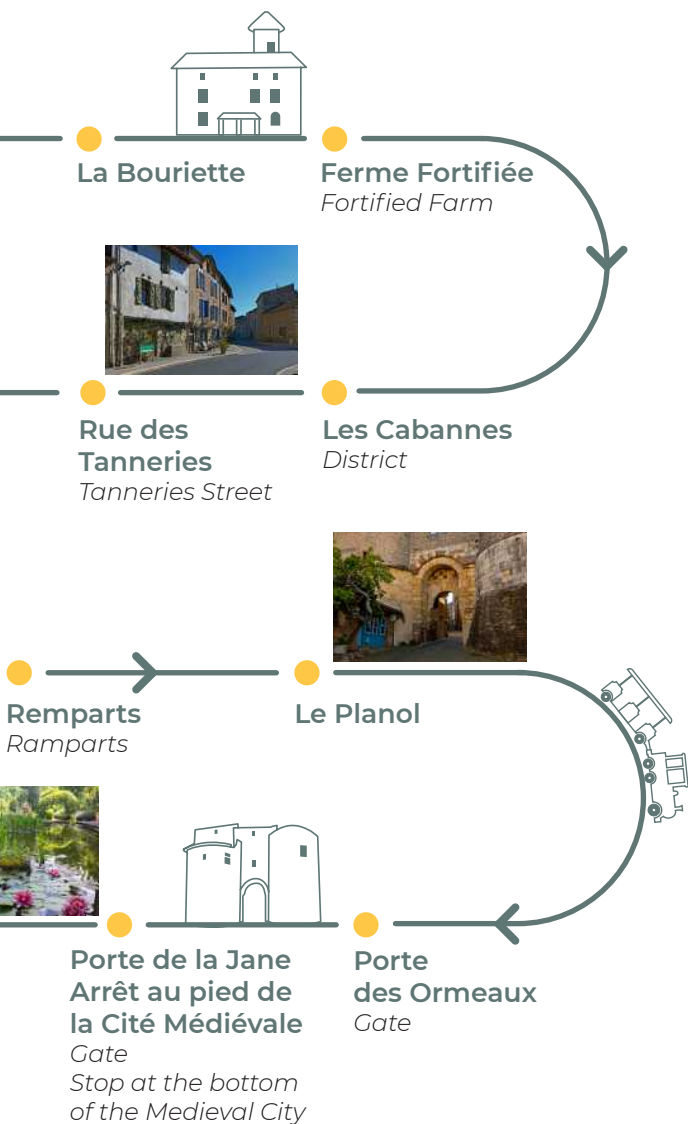 La Bouriette
Ferme Fortifiée
Fortified Farm
Rue des
Tanneries
Tanneries Street
Les Cabannes
District
Remparts
Ramparts
Le Planol
Porte de la Jane
Arrêt au pied de
la Cité Médiévale
Gate
Stop at the bottom
of the Medieval City
Porte
des Ormeaux
Gate